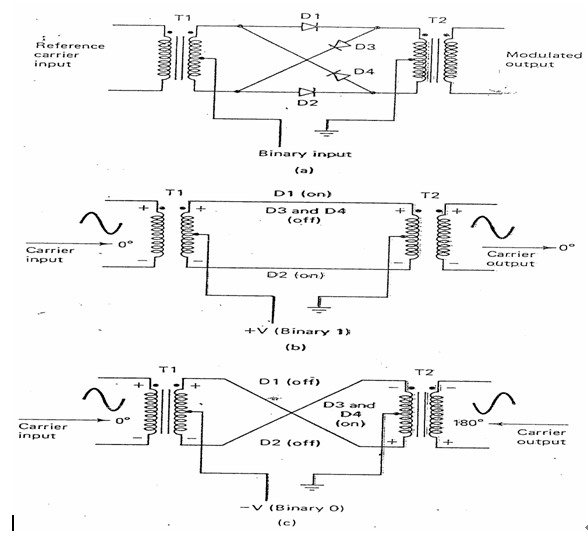 T1
D1
T2
Reference
carrier
input
D3
D4
Modulated
output
D2
Binary input
(a)
T1
D1 (on)
T2
+
+
D3 and D4
(off)
+
+
0°
0°
Carrier
input
Carrier
output
−
−
D2 (on)
−
−
+V (Binary 1)
(b)
T1
D1 (off)
T2
+
+
−
−
D3 and
D4
(on)
0°
180°
Carrier
input
Carrier
output
−
−
D2 (off)
+
+
−V (Binary 0)
(c)